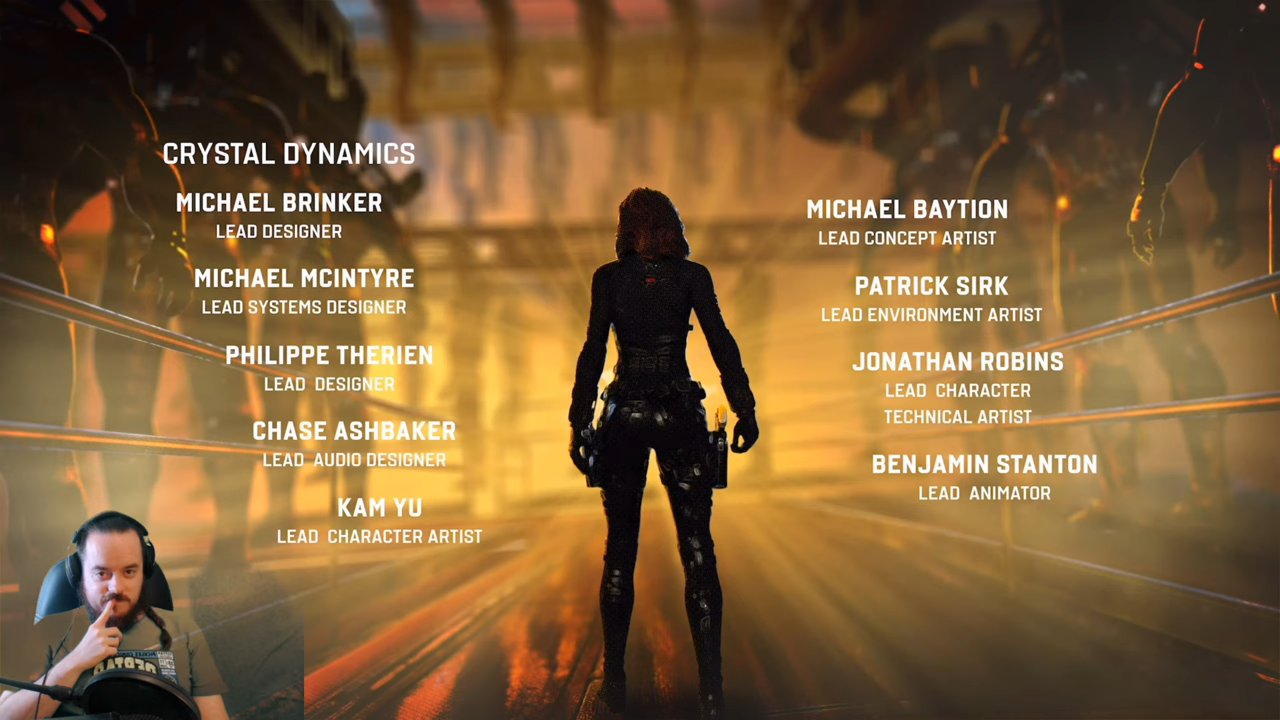 CRYSTAL DYNAMICS
MICHAEL BRINKER
LEAD DESIGNER
MICHAEL MCINTYRE
LEAD SYSTEMS DESIGNER
PHILIPPE THERIEN
LEAD DESIGNER
CHASE ASHBAKER
LEAD AUDIO DESIGNER
KAM YU
LEAD CHARACTER ARTIST
MICHAEL BAYTION
LEAD CONCEPT ARTIST
PATRICK SIRK
LEAD ENVIRONMENT ARTIST
JONATHAN ROBINS
LEAD CHARACTER
TECHNICAL ARTIST
BENJAMIN STANTON
LEAD ANIMATOR